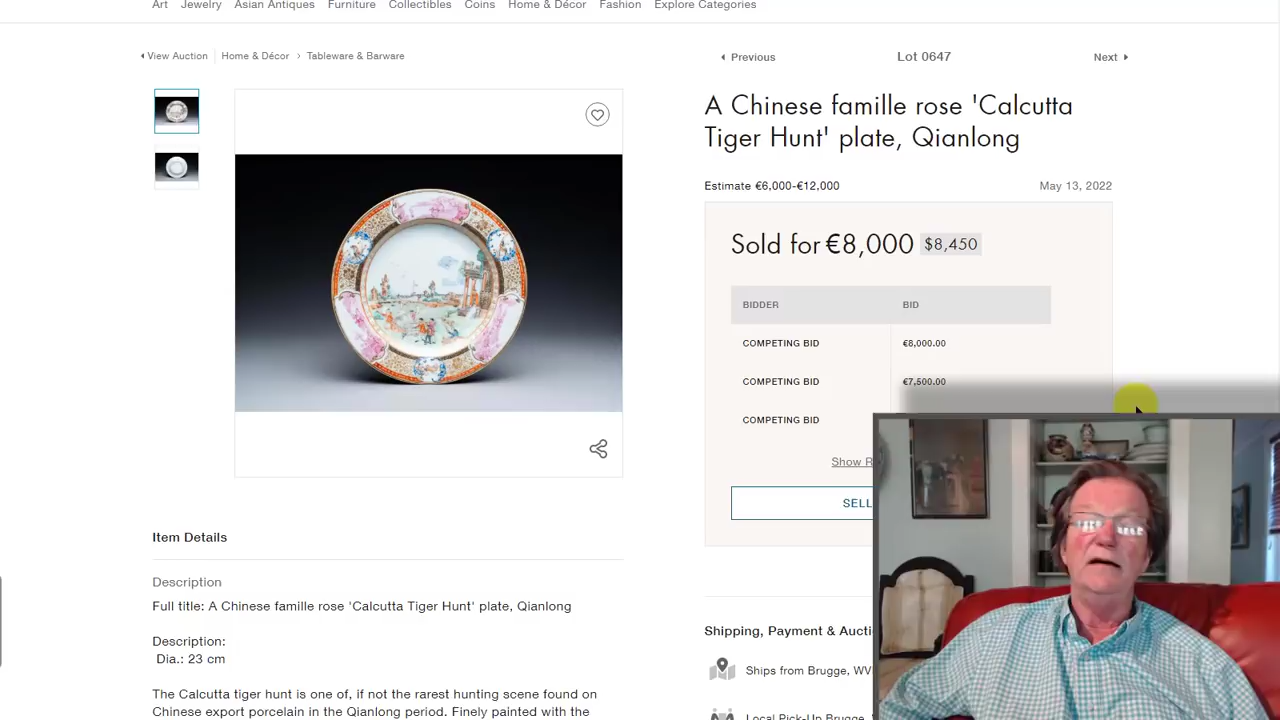 Art Jewelry Asian Antiques Furniture Collectibles Coins Home & Décor Fashion Explore Categories
View Auction Home & Décor › Tableware & Barware
Previous Lot 0647 Next
A Chinese famille rose 'Calcutta
Tiger Hunt' plate, Qianlong
Estimate €6,000-€12,000 May 13, 2022
Sold for €8,000 $8,450
BIDDER BID
COMPETING BID €8,000.00
COMPETING BID €7,500.00
COMPETING BID
Show
SELL
Item Details
Description
Full title: A Chinese famille rose 'Calcutta Tiger Hunt' plate, Qianlong
Description:
Dia.: 23 cm
The Calcutta tiger hunt is one of, if not the rarest hunting scene found on
Chinese export porcelain in the Qianlong period. Finely painted with the
Shipping, Payment & Aucti
Ships from Brugge, WV
Local Pick-Up Brugge,